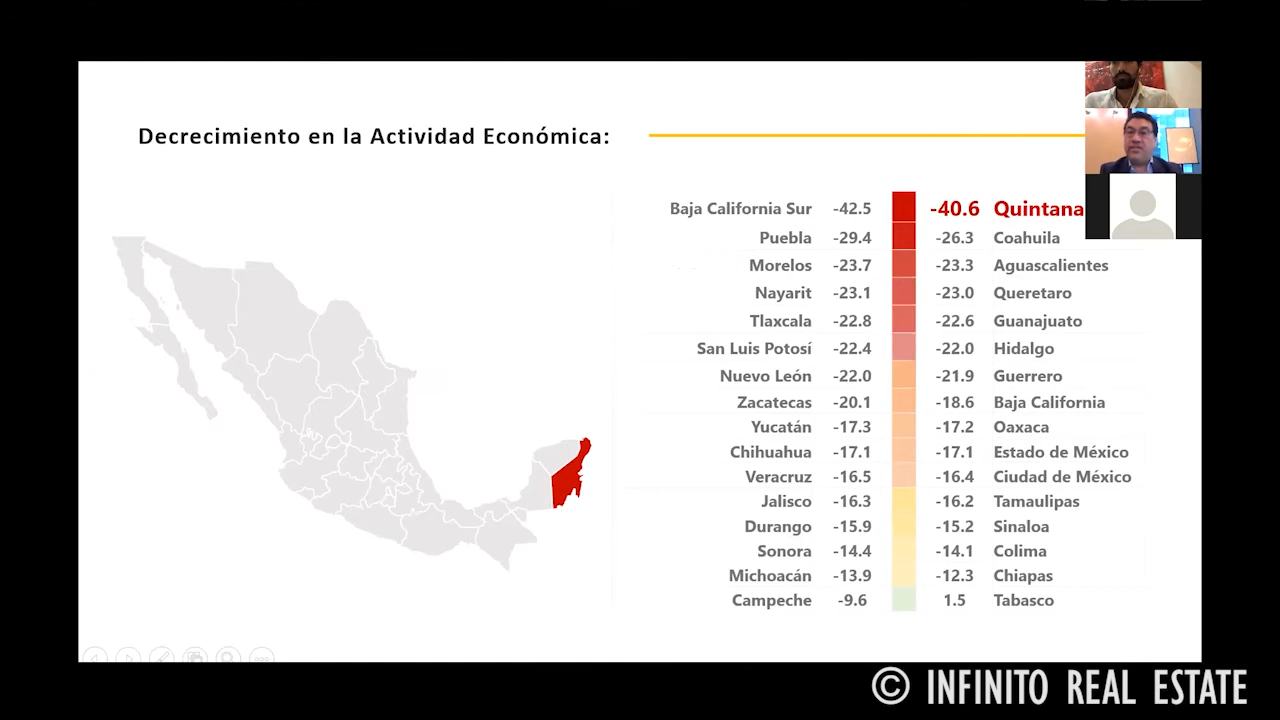 Decrecimiento en la Actividad Económica:
Baja California Sur -42.5 -40.6 Quintana
Puebla -29.4 -26.3 Coahuila
Morelos -23.7 -23.3 Aguascalientes
Nayarit -23.1 -23.0 Queretaro
Tlaxcala -22.8 -22.6 Guanajuato
San Luis Potosí -22.4 -22.0 Hidalgo
Nuevo León -22.0 -21.9 Guerrero
Zacatecas -20.1 -18.6 Baja California
Yucatán -17.3 -17.2 Oaxaca
Chihuahua -17.1 -17.1 Estado de México
Veracruz -16.5 -16.4 Ciudad de México
Jalisco -16.3 -16.2 Tamaulipas
Durango -15.9 -15.2 Sinaloa
Sonora -14.4 -14.1 Colima
Michoacán -13.9 -12.3 Chiapas
Campeche -9.6 1.5 Tabasco
© INFINITO REAL ESTATE